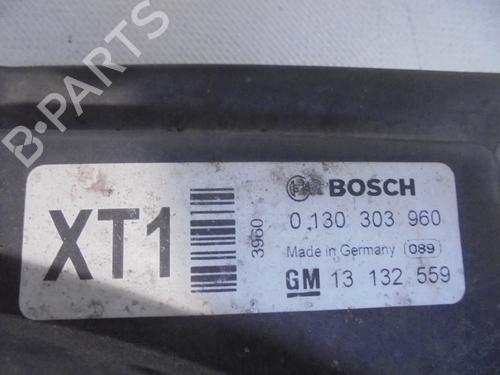 B-PARTS
BOSCH
XT1
3960
0 130 303 960
Made in Germany 089
GM 13 132 559